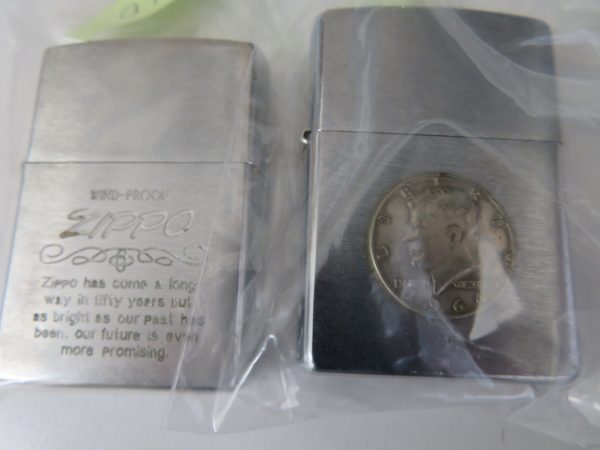 WIND-PROOF
ZIPPO
Zippo has come a long
way in fifty years but
as bright as our past has
been, our future is even
more promising.
LIBERTY